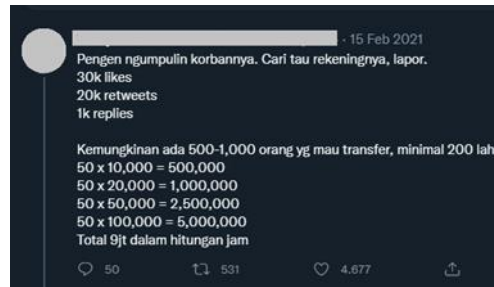 · 15 Feb 2021
Pengen ngumpulin korbannya. Cari tau rekeningnya, lapor.
30k likes
20k retweets
1k replies
Kemungkinan ada 500-1,000 orang yg mau transfer, minimal 200 lah
50 x 10,000 = 500,000
50 x 20,000 = 1,000,000
50 x 50,000 = 2,500,000
50 x 100,000 = 5,000,000
Total 9jt dalam hitungan jam
50 531 4.677